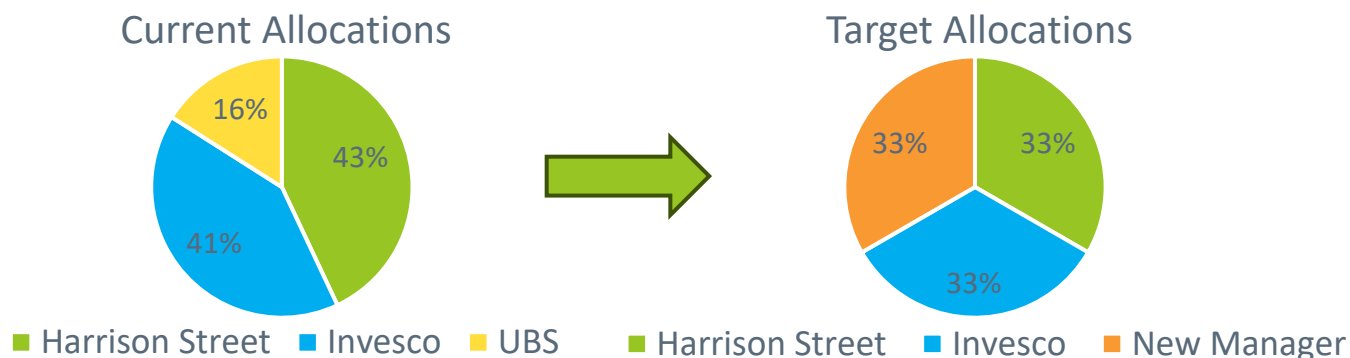 Current Allocations
16%
43%
41%
Harrison Street Invesco UBS
Target Allocations
33%
33%
33%
Harrison Street Invesco New Manager